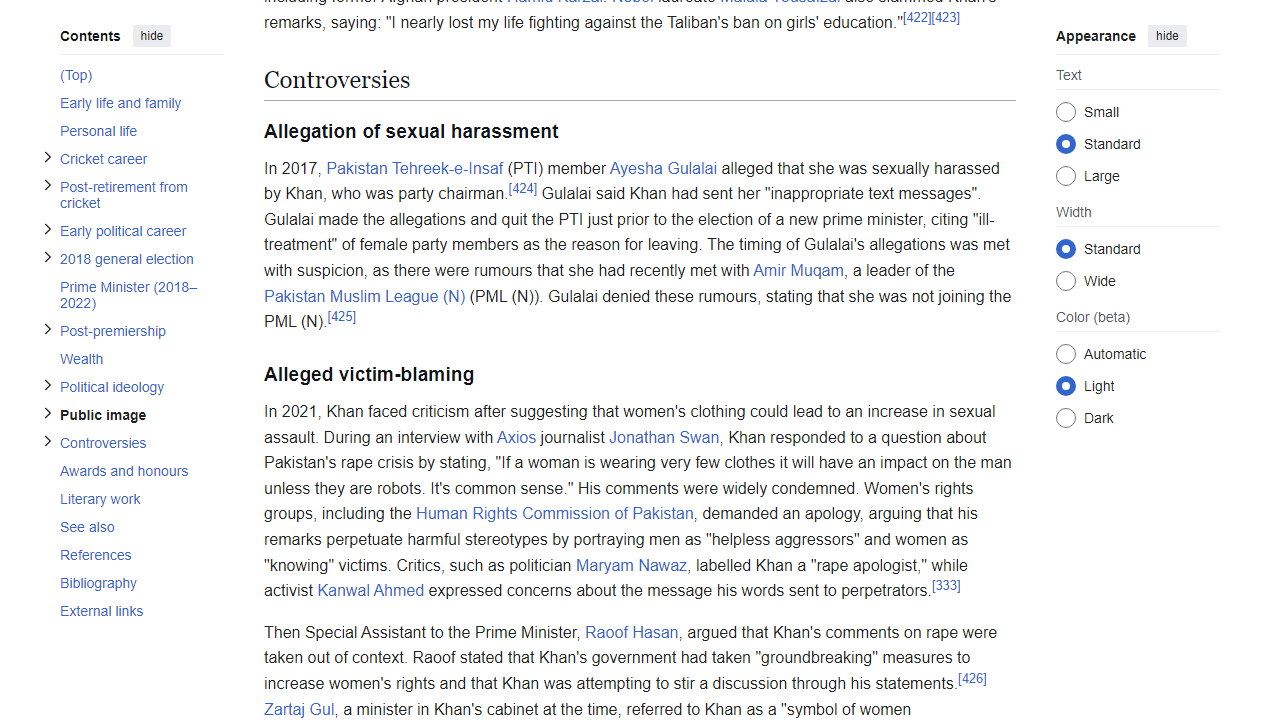 including former Afghan president Hamid Karzai. Nobel laureate Malala Yousafzai also slammed Khan's
remarks, saying: "I nearly lost my life fighting against the Taliban's ban on girls' education."[422][423]
Contents hide
(Top)
Early life and family
Personal life
Cricket career
Post-retirement from
cricket
Early political career
2018 general election
Prime Minister (2018–
2022)
Post-premiership
Wealth
Political ideology
Public image
Controversies
Awards and honours
Literary work
See also
References
Bibliography
External links
Controversies
Allegation of sexual harassment
In 2017, Pakistan Tehreek-e-Insaf (PTI) member Ayesha Gulalai alleged that she was sexually harassed
by Khan, who was party chairman.[424] Gulalai said Khan had sent her "inappropriate text messages".
Gulalai made the allegations and quit the PTI just prior to the election of a new prime minister, citing "ill-
treatment" of female party members as the reason for leaving. The timing of Gulalai's allegations was met
with suspicion, as there were rumours that she had recently met with Amir Muqam, a leader of the
Pakistan Muslim League (N) (PML (N)). Gulalai denied these rumours, stating that she was not joining the
PML (N).[425]
Alleged victim-blaming
In 2021, Khan faced criticism after suggesting that women's clothing could lead to an increase in sexual
assault. During an interview with Axios journalist Jonathan Swan, Khan responded to a question about
Pakistan's rape crisis by stating, "If a woman is wearing very few clothes it will have an impact on the man
unless they are robots. It's common sense." His comments were widely condemned. Women's rights
groups, including the Human Rights Commission of Pakistan, demanded an apology, arguing that his
remarks perpetuate harmful stereotypes by portraying men as "helpless aggressors" and women as
"knowing" victims. Critics, such as politician Maryam Nawaz, labelled Khan a "rape apologist," while
activist Kanwal Ahmed expressed concerns about the message his words sent to perpetrators.[333]
Then Special Assistant to the Prime Minister, Raoof Hasan, argued that Khan's comments on rape were
taken out of context. Raoof stated that Khan's government had taken "groundbreaking" measures to
increase women's rights and that Khan was attempting to stir a discussion through his statements.[426]
Zartaj Gul, a minister in Khan's cabinet at the time, referred to Khan as a "symbol of women
Appearance hide
Text
Small
Standard
Large
Width
Standard
Wide
Color (beta)
Automatic
Light
Dark